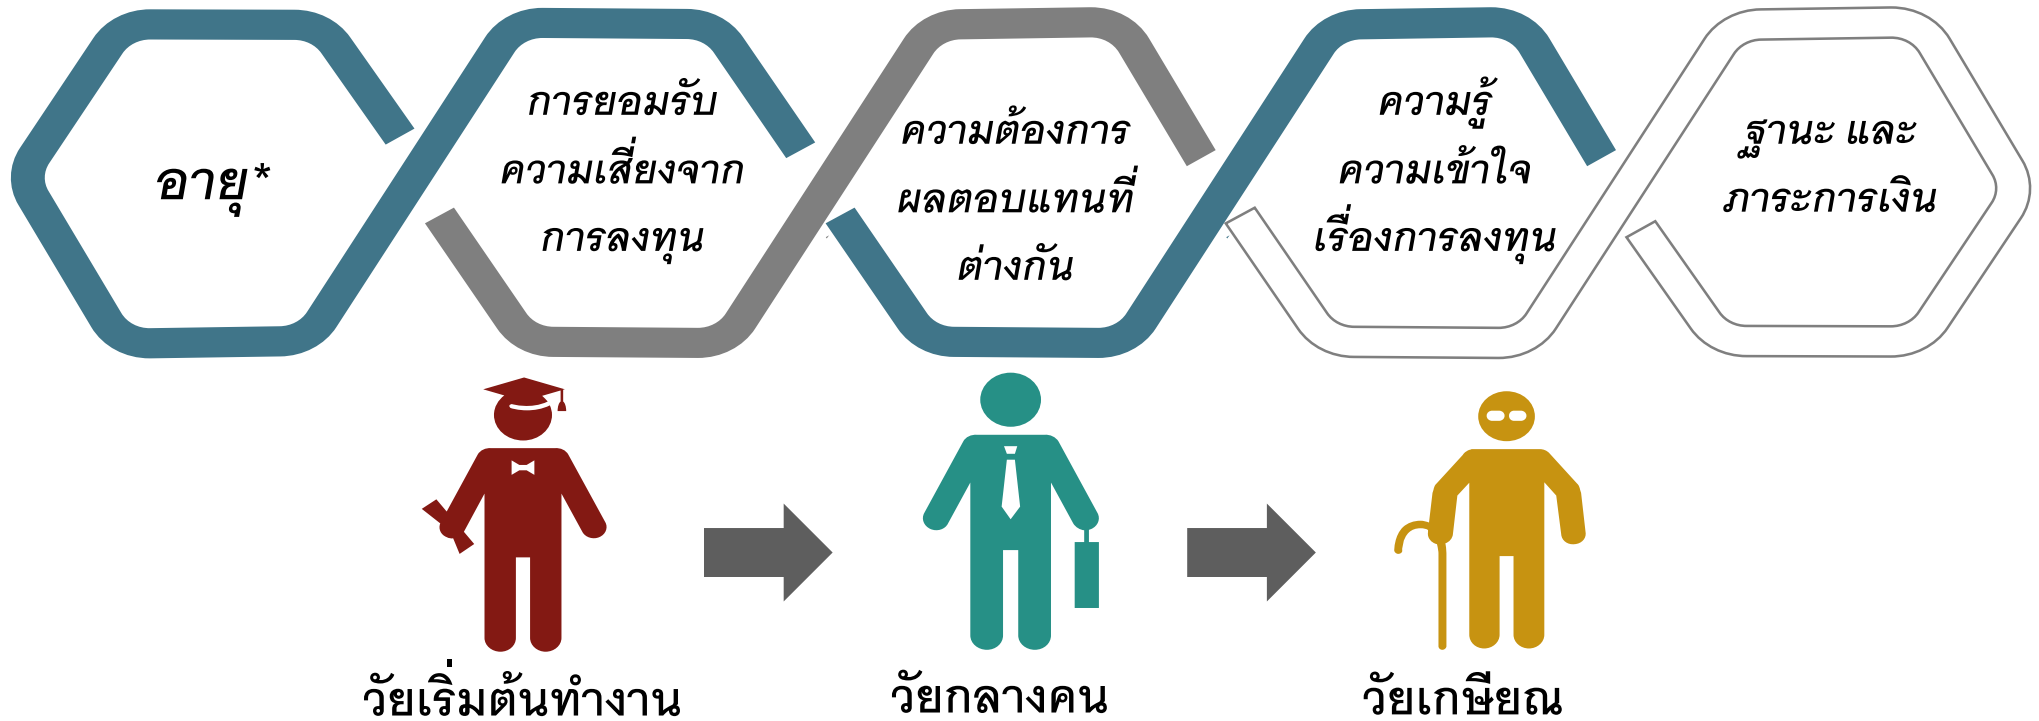 อายุ*
การยอมรับ
ความเสี่ยงจาก
การลงทุน
ความต้องการ
ผลตอบแทนที่
ต่างกัน
ความรู้
ความเข้าใจ
เรื่องการลงทุน
ฐานะ และ
ภาระการเงิน
วัยเริ่มต้นทำงาน
วัยกลางคน
วัยเกษียณ